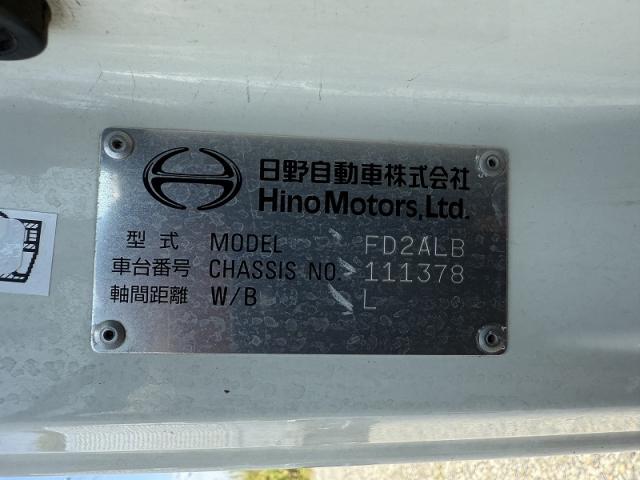 日野自動車株式会社
Hino Motors, Ltd.
型式 MODEL FD2ALB
車台番号 CHASSIS NO. 111378
軸間距離 W/B L